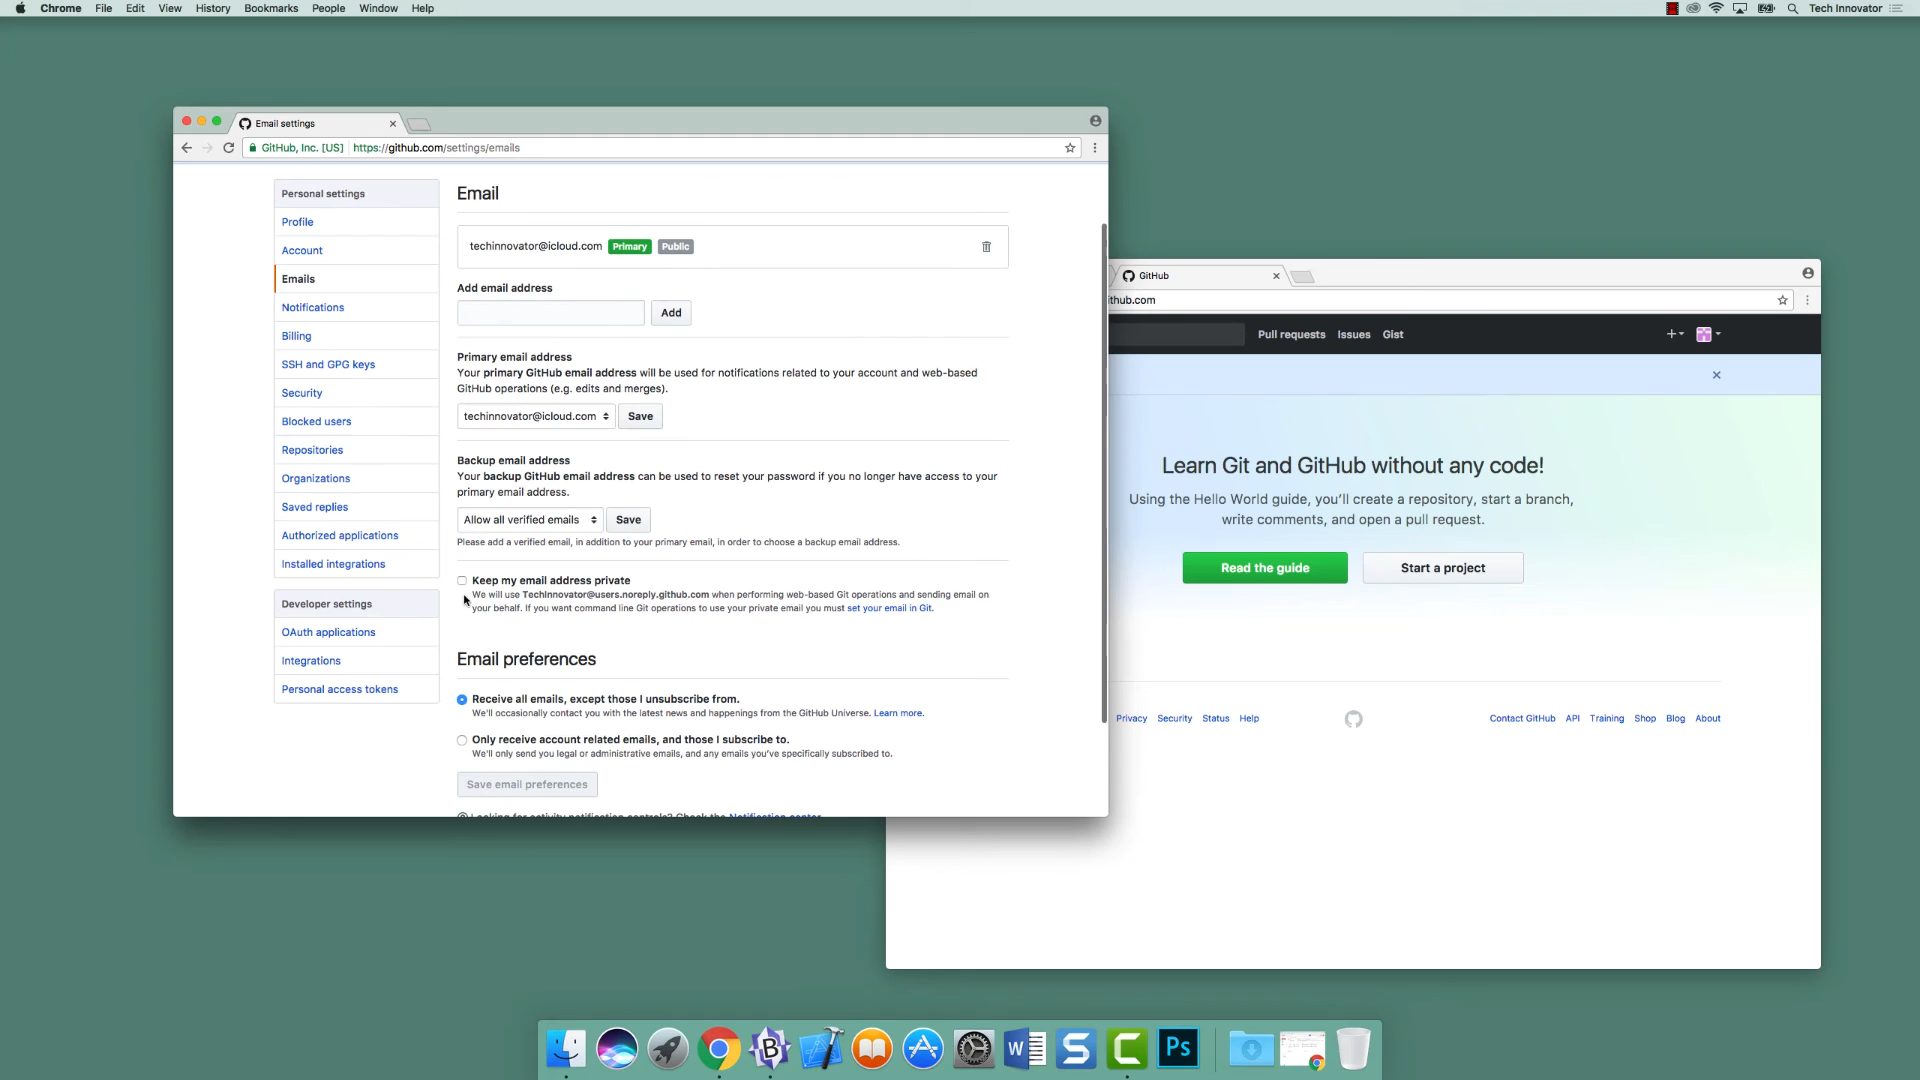 Chrome File Edit View History Bookmarks People Window Help
Tech Innovator
Email settings
GitHub, Inc. [US] https://github.com/settings/emails
Personal settings
Profile
Account
Emails
Notifications
Billing
SSH and GPG keys
Security
Blocked users
Repositories
Organizations
Saved replies
Authorized applications
Installed integrations
Developer settings
OAuth applications
Integrations
Personal access tokens
Email
techinnovator@icloud.com Primary Public
Add email address
Add
Primary email address
Your primary GitHub email address will be used for notifications related to your account and web-based
GitHub operations (e.g. edits and merges).
techinnovator@icloud.com Save
Backup email address
Your backup GitHub email address can be used to reset your password if you no longer have access to your
primary email address.
Allow all verified emails Save
Please add a verified email, in addition to your primary email, in order to choose a backup email address.
Keep my email address private
We will use TechInnovator@users.noreply.github.com when performing web-based Git operations and sending email on
your behalf. If you want command line Git operations to use your private email you must set your email in Git.
Email preferences
Receive all emails, except those I unsubscribe from.
We'll occasionally contact you with the latest news and happenings from the GitHub Universe. Learn more.
Only receive account related emails, and those I subscribe to.
We'll only send you legal or administrative emails, and any emails you've specifically subscribed to.
Save email preferences
Looking for activity notification controls? Check the Notification center
GitHub
ithub.com
Pull requests Issues Gist
Learn Git and GitHub without any code!
Using the Hello World guide, you'll create a repository, start a branch,
write comments, and open a pull request.
Read the guide Start a project
Privacy Security Status Help
Contact GitHub API Training Shop Blog About
B W S C Ps